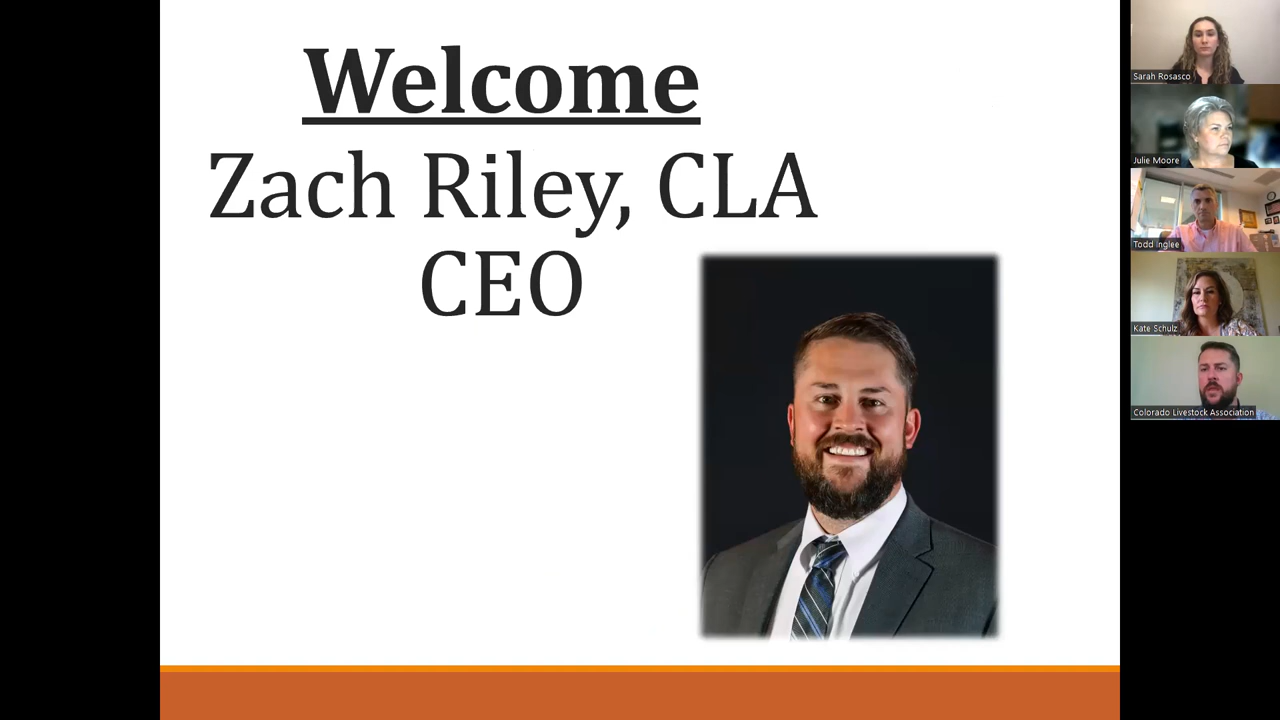 Welcome
Zach Riley, CLA
CEO
Sarah Rosasco
Julie Moore
Todd Inglee
Kate Schulz
Colorado Livestock Association